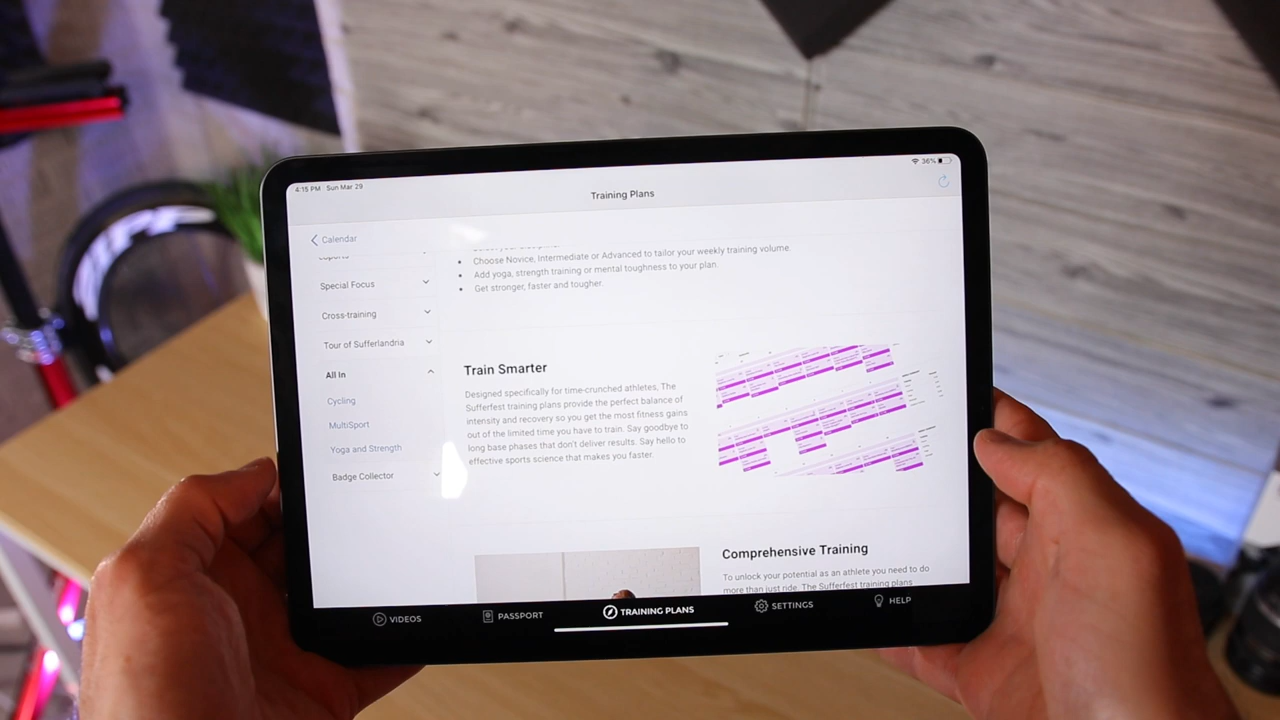 4:15 PM Sun Mar 29
36%
Training Plans
Calendar
Special Focus
Cross-training
Tour of Sufferlandria
All In
Cycling
MultiSport
Yoga and Strength
Badge Collector
Choose Novice, Intermediate or Advanced to tailor your weekly training volume.
Add yoga, strength training or mental toughness to your plan.
Get stronger, faster and tougher.
Train Smarter
Designed specifically for time-crunched athletes, The
Sufferfest training plans provide the perfect balance of
intensity and recovery so you get the most fitness gains
out of the limited time you have to train. Say goodbye to
long base phases that don't deliver results. Say hello to
effective sports science that makes you faster.
Comprehensive Training
To unlock your potential as an athlete you need to do
more than just ride. The Sufferfest training plans
VIDEOS
PASSPORT
TRAINING PLANS
SETTINGS
HELP